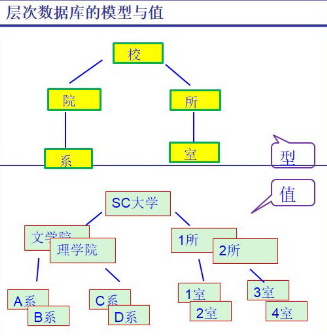 层次数据库的模型与值
校
院
所
系
室
型
值
SC大学
文学院
理学院
1所
2所
A系
B系
C系
D系
1室
2室
3室
4室